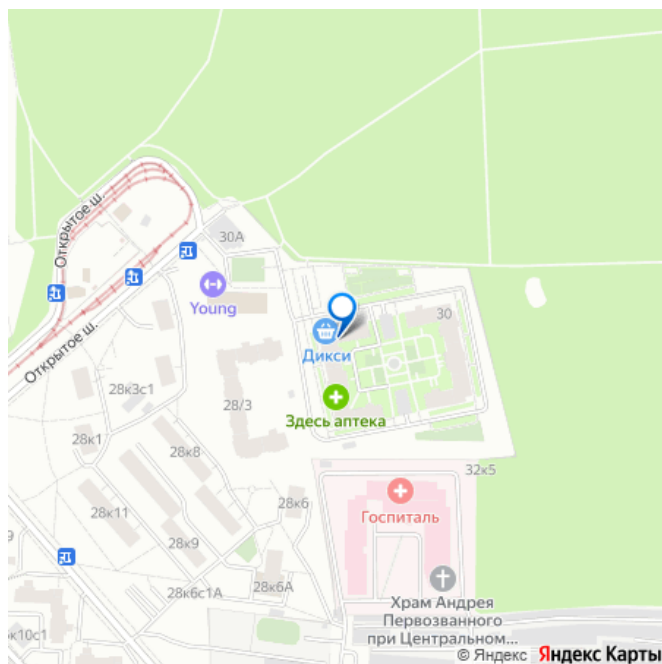 Открытое ш.
30А
Young
Открытое ш.
Дикси
30
28к3с1
28/3
Здесь аптека
28к1
28к8
32к5
28к11
28к6
Госпиталь
28к9
28к6с1А
28к6А
Храм Андрея
Первозванного
при Центральном...
к10с1
© Яндекс Яндекс Карты